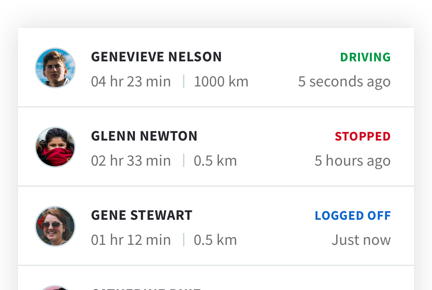 GENEVIEVE NELSON DRIVING
04 hr 23 min | 1000 km 5 seconds ago
GLENN NEWTON STOPPED
02 hr 33 min | 0.5 km 5 hours ago
GENE STEWART LOGGED OFF
01 hr 12 min | 0.5 km Just now